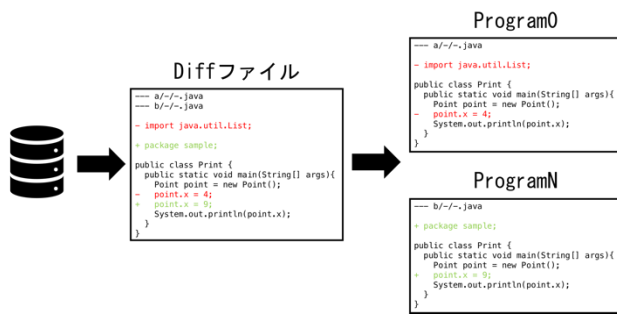 Diffファイル
--- a/-/-.java
--- b/-/-.java
- import java.util.List;
+ package sample;
public class Print {
public static void main(String[] args){
Point point = new Point();
- point.x = 4;
+ point.x = 9;
System.out.println(point.x);
}
}
ProgramO
--- a/-/-.java
- import java.util.List;
public class Print {
public static void main(String[] args){
Point point = new Point();
- point.x = 4;
System.out.println(point.x);
}
}
ProgramN
--- b/-/-.java
+ package sample;
public class Print {
public static void main(String[] args){
Point point = new Point();
+ point.x = 9;
System.out.println(point.x);
}
}